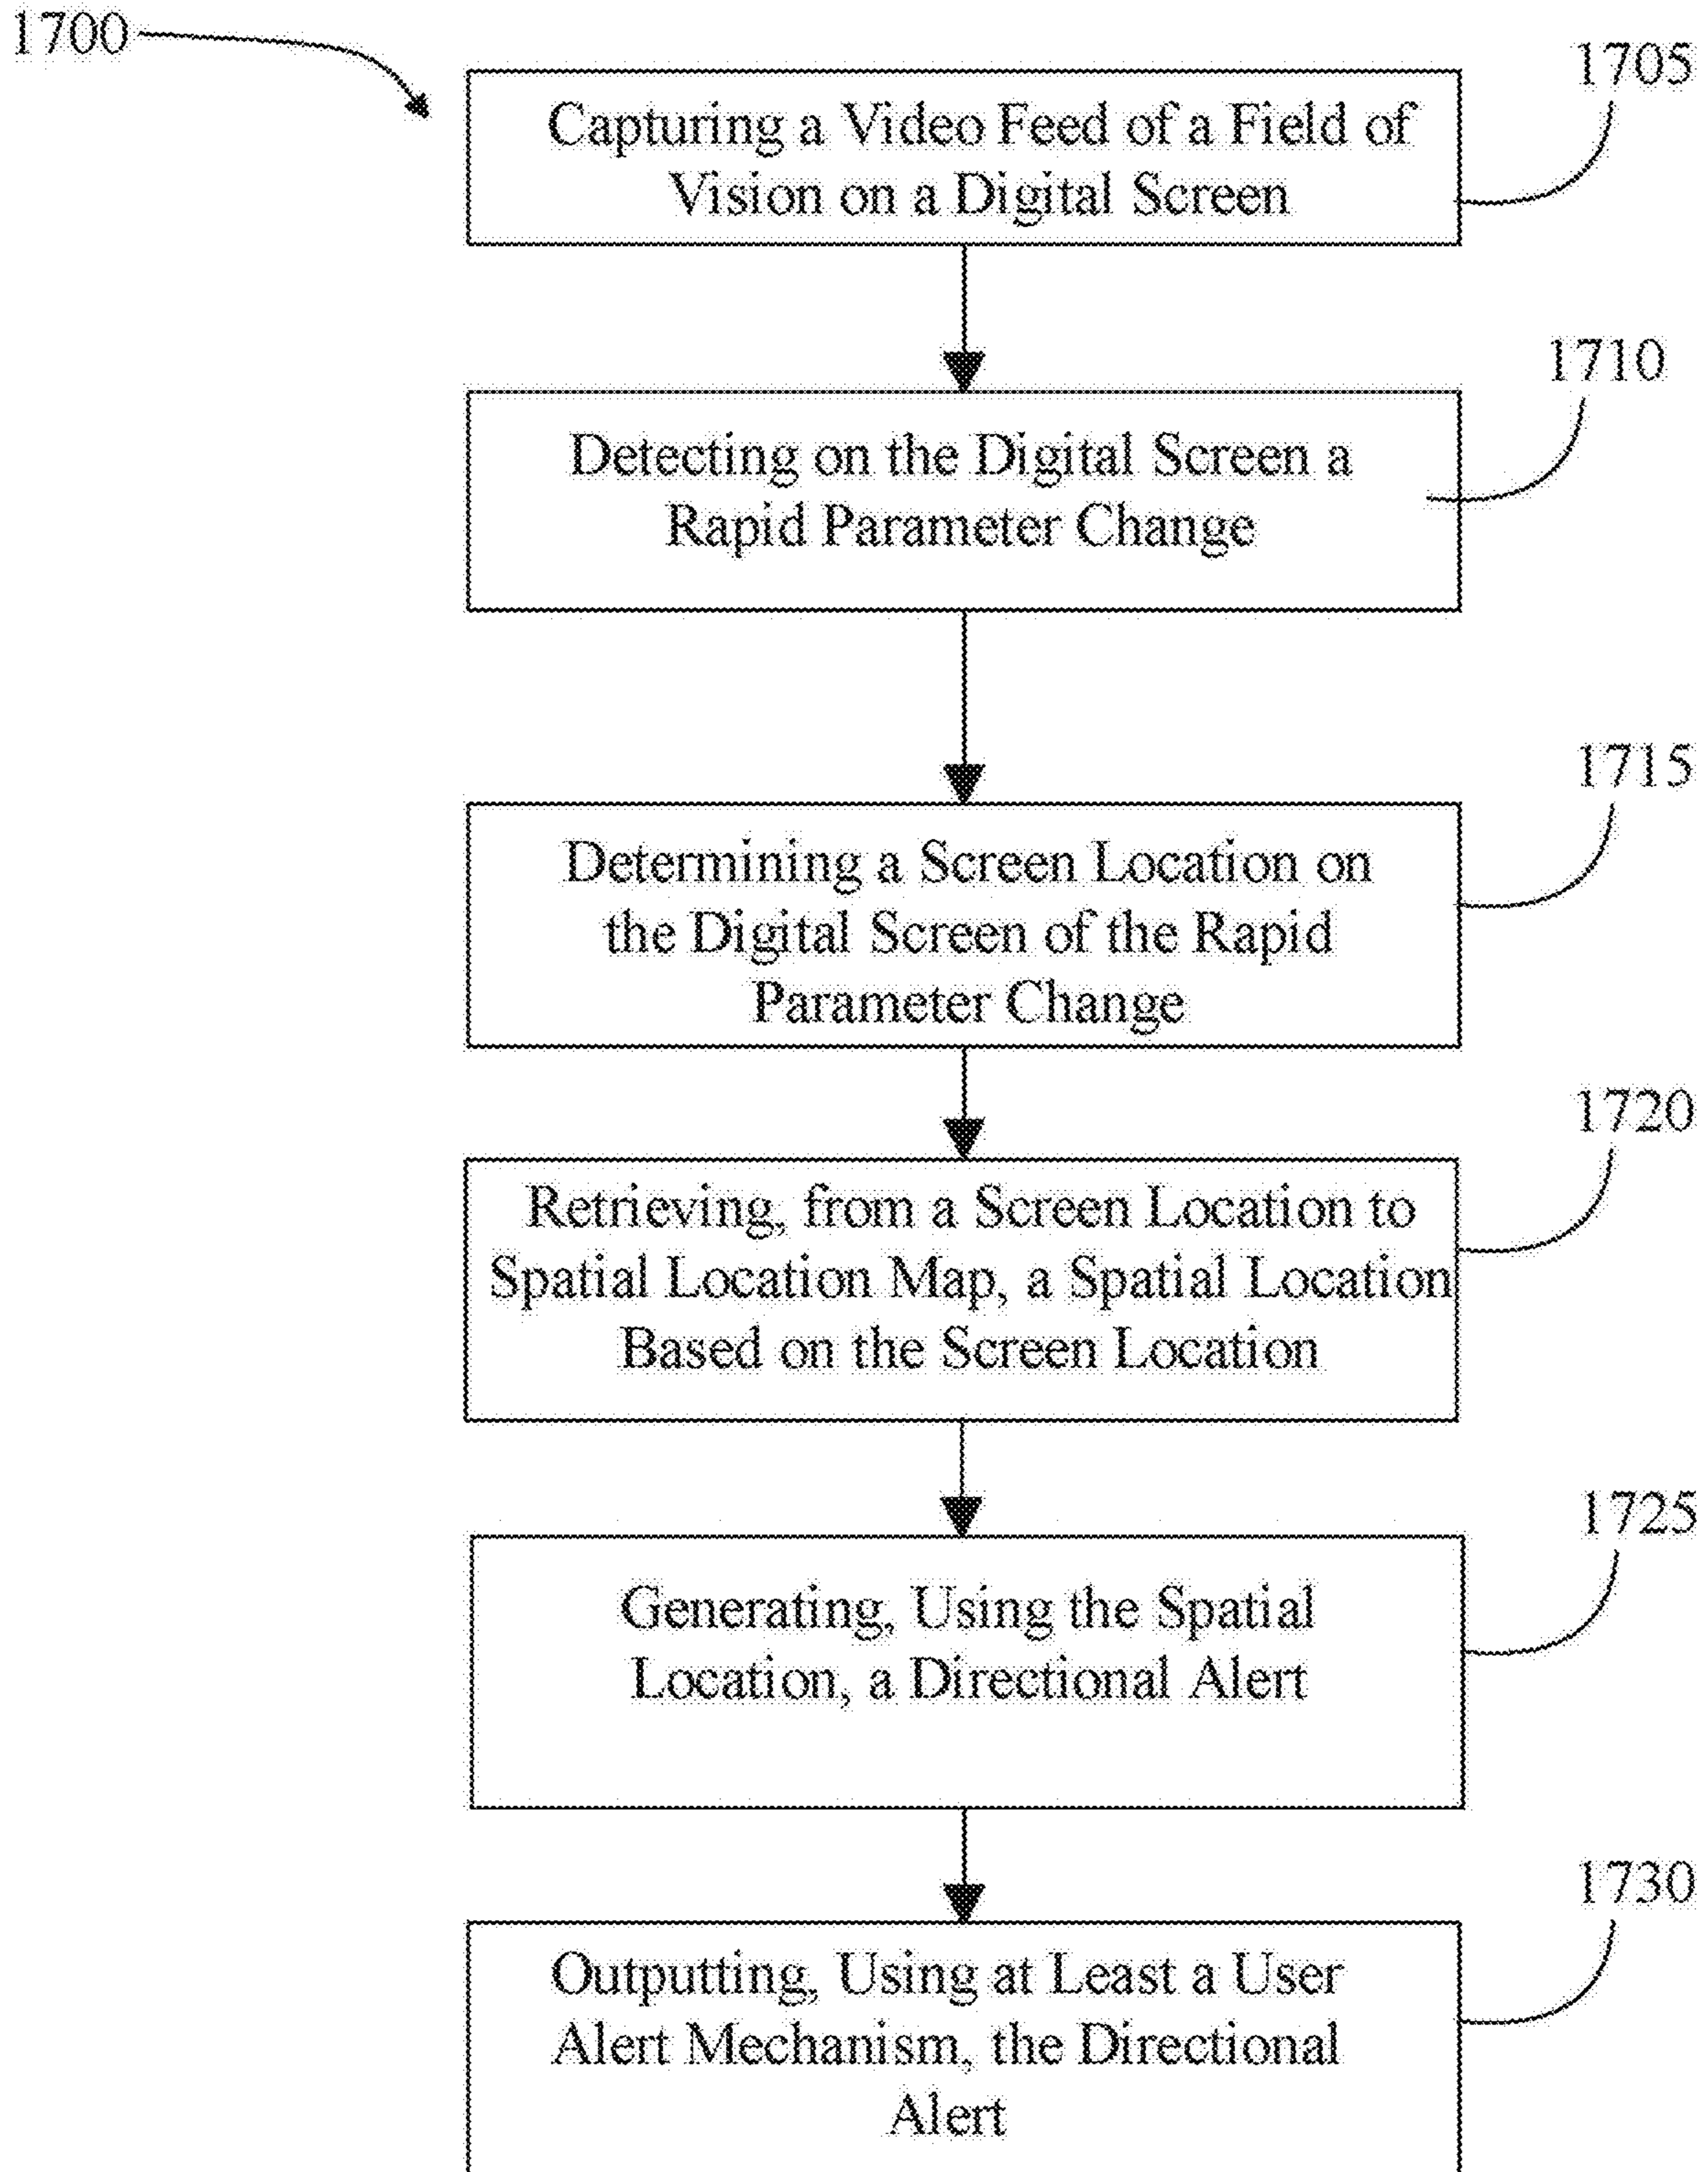 1700
1705
Capturing a Video Feed of a Field of
Vision on a Digital Screen
1710
Detecting on the Digital Screen a
Rapid Parameter Change
1715
Determining a Screen Location on
the Digital Screen of the Rapid
Parameter Change
1720
Retrieving, from a Screen Location to
Spatial Location Map, a Spatial Location
Based on the Screen Location
1725
Generating, Using the Spatial
Location, a Directional Alert
1730
Outputting, Using at Least a User
Alert Mechanism, the Directional
Alert